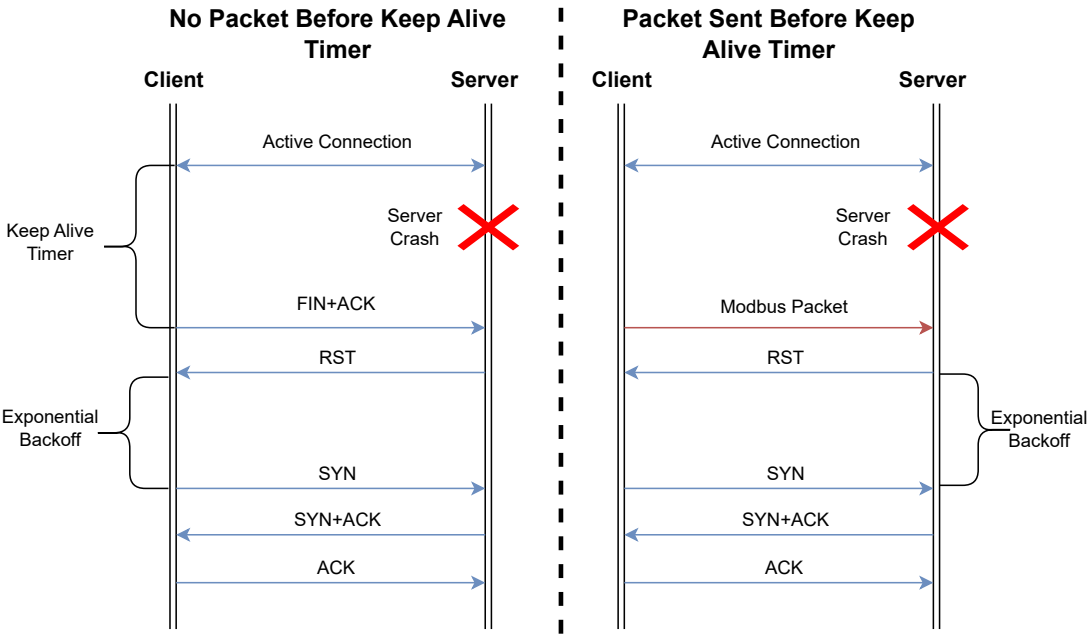 No Packet Before Keep Alive
Timer
Client
Server
Active Connection
Server
Crash
Keep Alive
Timer
FIN+ACK
RST
Exponential
Backoff
SYN
SYN+ACK
ACK
Packet Sent Before Keep
Alive Timer
Client
Server
Active Connection
Server
Crash
Modbus Packet
RST
Exponential
Backoff
SYN
SYN+ACK
ACK